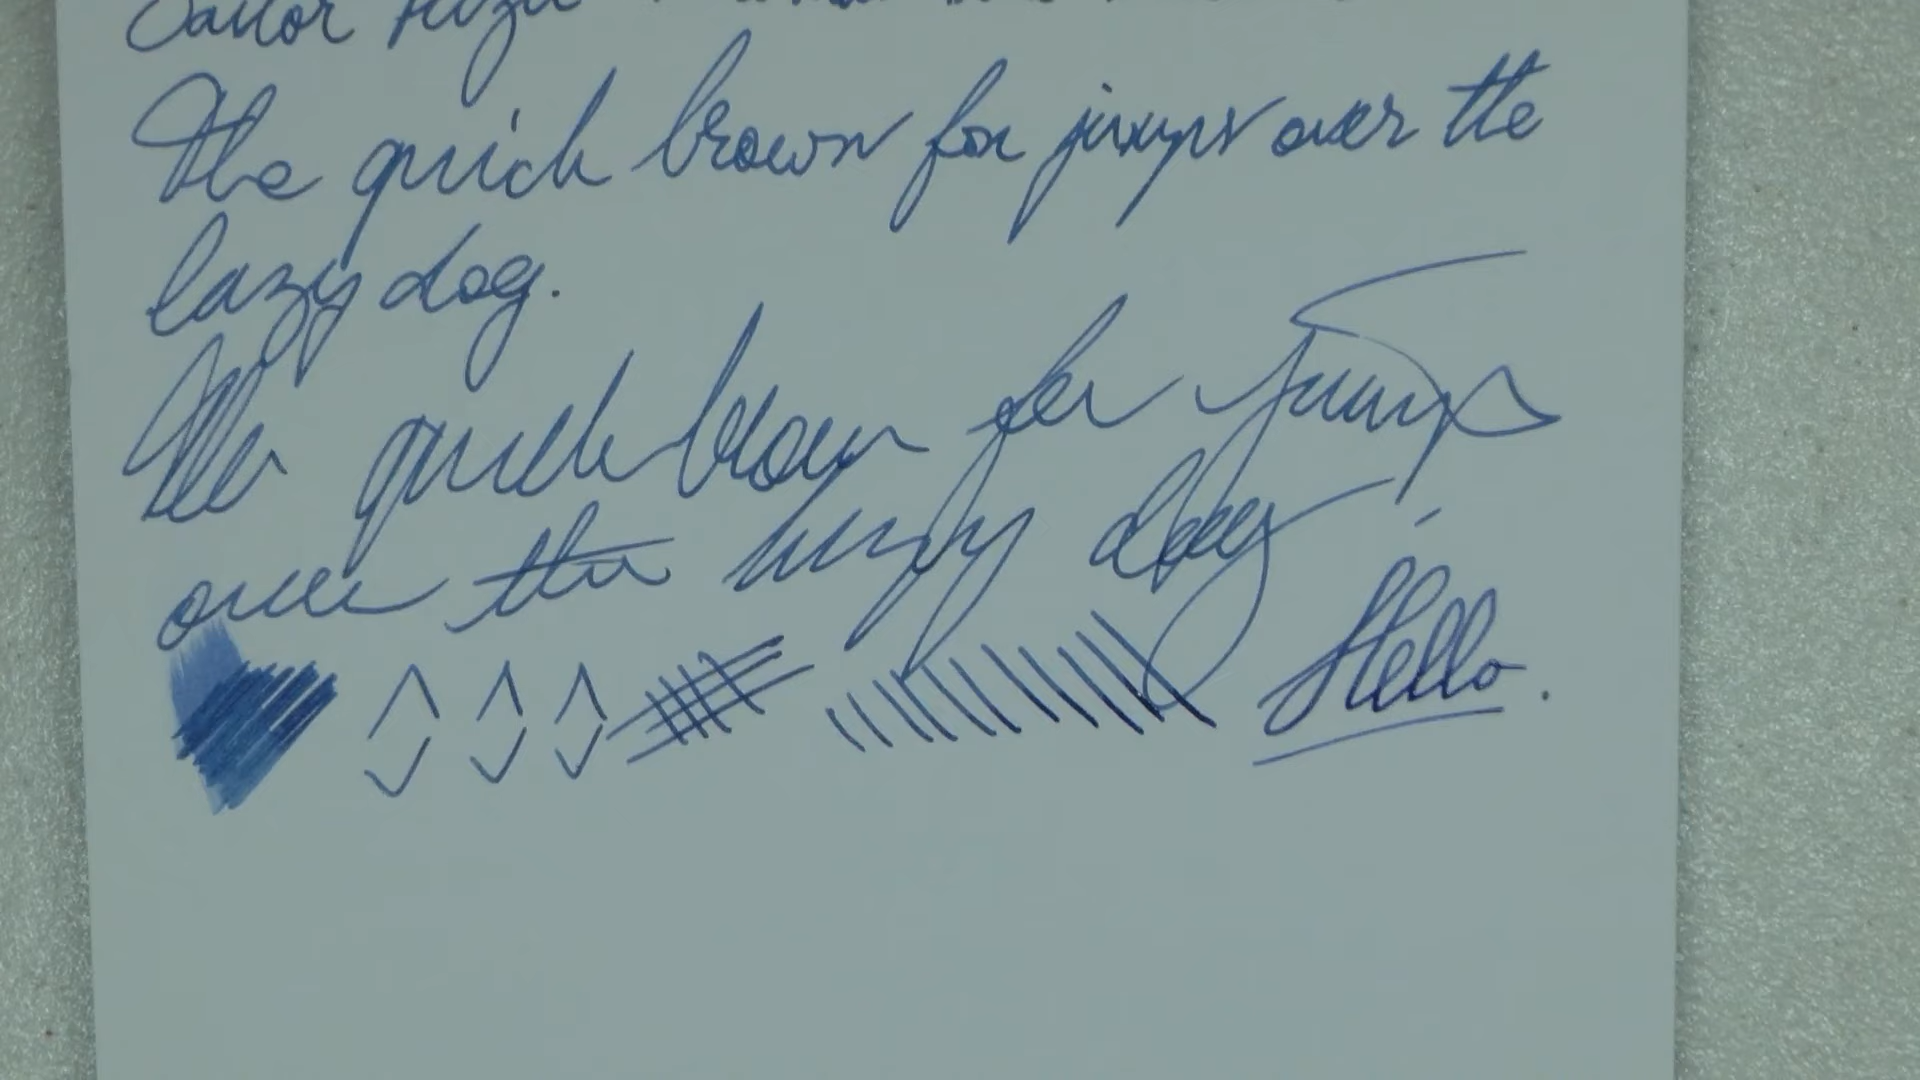 Sailor
The quick brown fox jumps over the
lazy dog.
The quick brown fox jumps
over the lazy dog
Hello.